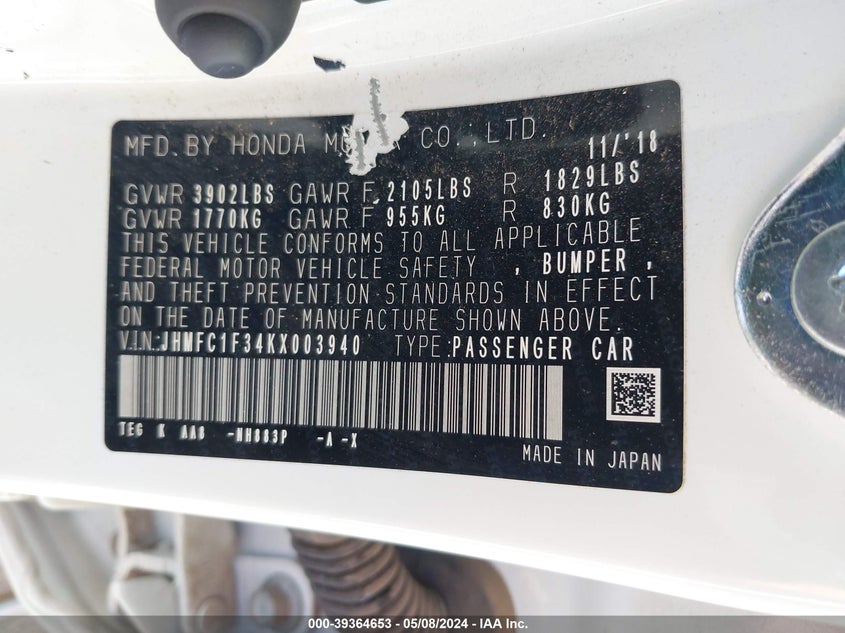 MFD. BY HONDA MOTOR CO., LTD. 11/'18
GVWR 3902LBS GAWR F 2105LBS R 1829LBS
GVWR 1770KG GAWR F 955KG R 830KG
THIS VEHICLE CONFORMS TO ALL APPLICABLE
FEDERAL MOTOR VEHICLE SAFETY , BUMPER ,
AND THEFT PREVENTION STANDARDS IN EFFECT
ON THE DATE OF MANUFACTURE SHOWN ABOVE.
V.I.N:JHMFC1F34KX003940 TYPE:PASSENGER CAR
TEG K AA8 -NH883P -A -X
MADE IN JAPAN
000-39364653 - 05/08/2024 - IAA Inc.